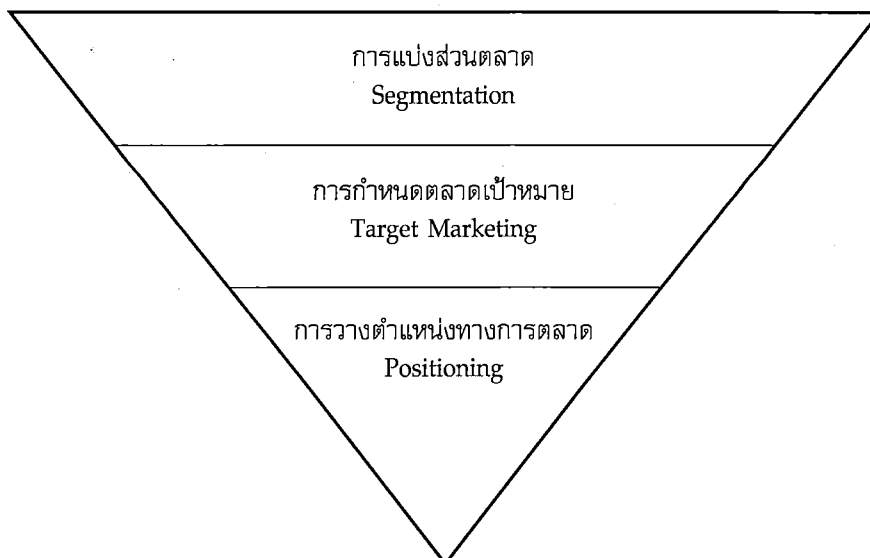 การแบ่งส่วนตลาด
Segmentation
การกำหนดตลาดเป้าหมาย
Target Marketing
การวางตำแหน่งทางการตลาด
Positioning